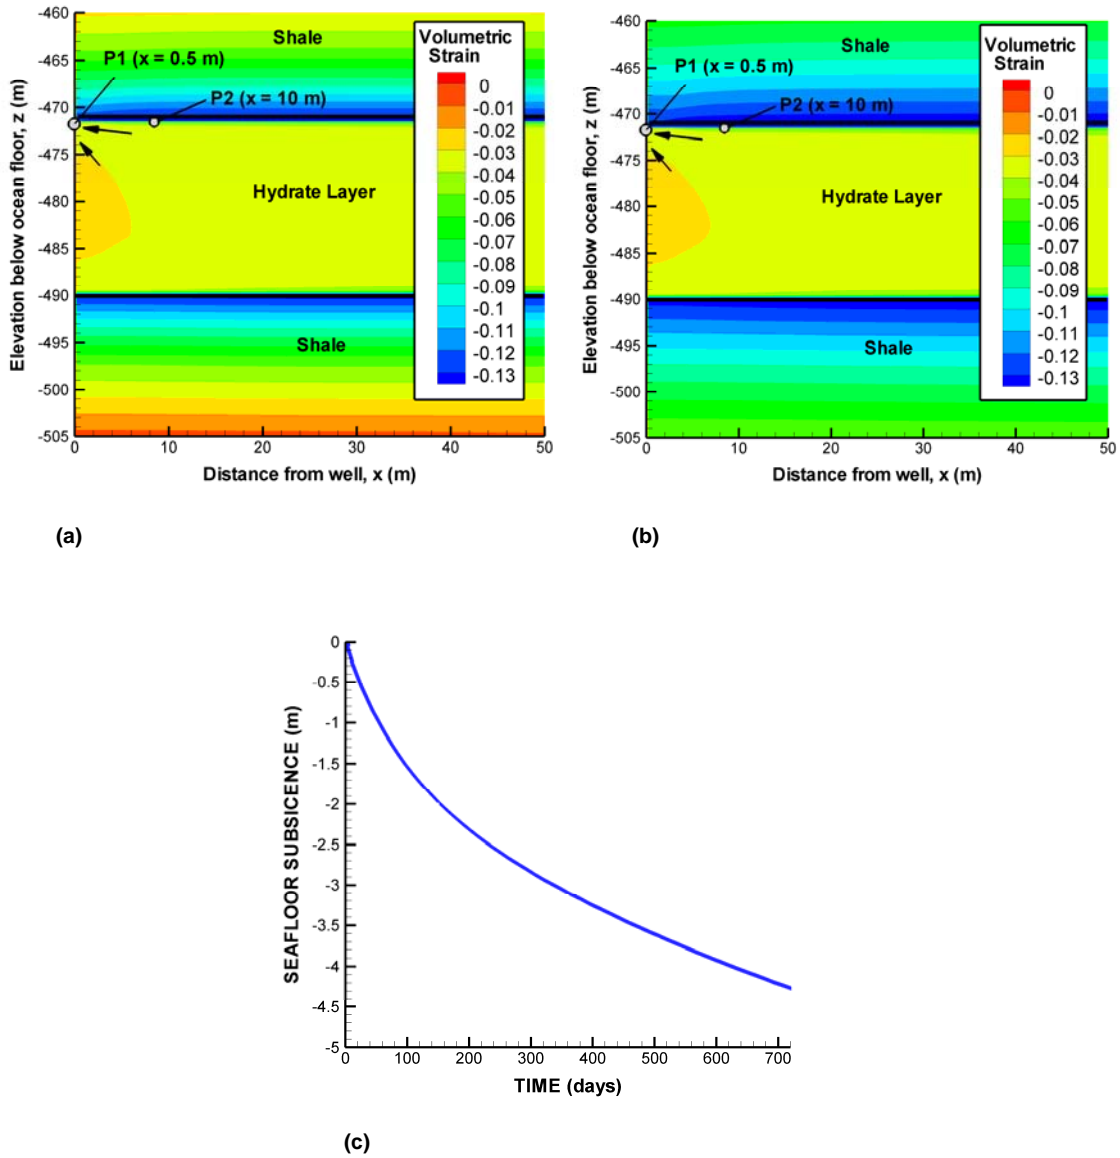 -460
-465
-470
-475
-480
-485
-490
-495
-500
-505
Elevation below ocean floor, z (m)
Shale
P1 (x = 0.5 m)
P2 (x = 10 m)
Hydrate Layer
Shale
Volumetric
Strain
0
-0.01
-0.02
-0.03
-0.04
-0.05
-0.06
-0.07
-0.08
-0.09
-0.1
-0.11
-0.12
-0.13
0 10 20 30 40 50
Distance from well, x (m)
(a)
-460
-465
-470
-475
-480
-485
-490
-495
-500
-505
Elevation below ocean floor, z (m)
Shale
P1 (x = 0.5 m)
P2 (x = 10 m)
Hydrate Layer
Shale
Volumetric
Strain
0
-0.01
-0.02
-0.03
-0.04
-0.05
-0.06
-0.07
-0.08
-0.09
-0.1
-0.11
-0.12
-0.13
0 10 20 30 40 50
Distance from well, x (m)
(b)
0
-0.5
-1
-1.5
-2
-2.5
-3
-3.5
-4
-4.5
-5
SEAFLOOR SUBSICENCE (m)
0 100 200 300 400 500 600 700
TIME (days)
(c)